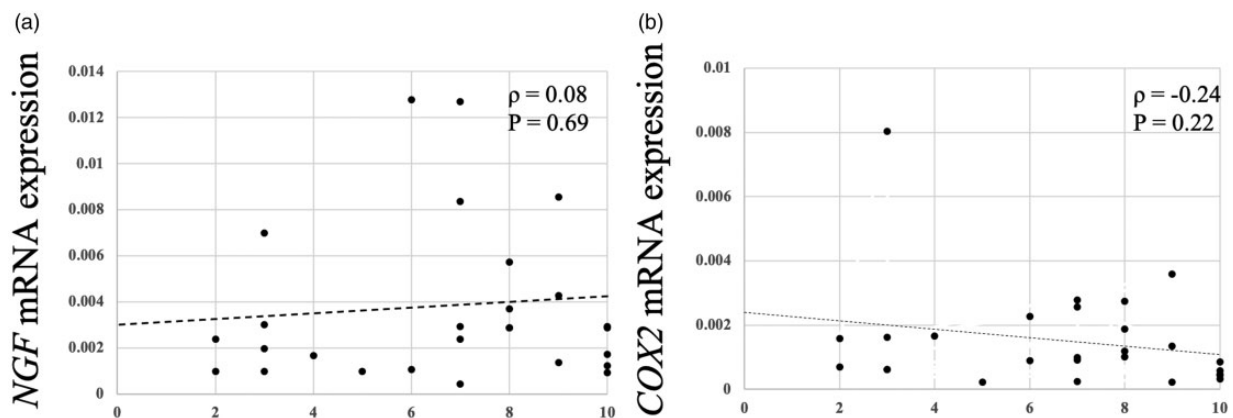 (a)
NGF mRNA expression
0.014
0.012
0.01
0.008
0.006
0.004
0.002
0
0 2 4 6 8 10
ρ = 0.08
P = 0.69
(b)
COX2 mRNA expression
0.01
0.008
0.006
0.004
0.002
0
0 2 4 6 8 10
ρ = -0.24
P = 0.22